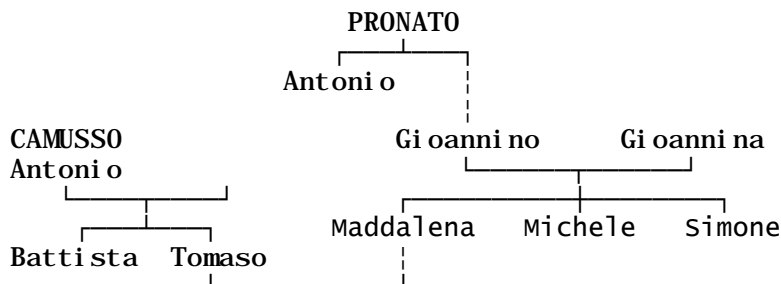 PRONATO
Antonio
CAMUSSO Gioannino Gioannina
Antonio
Maddalena Michele Simone
Battista Tomaso